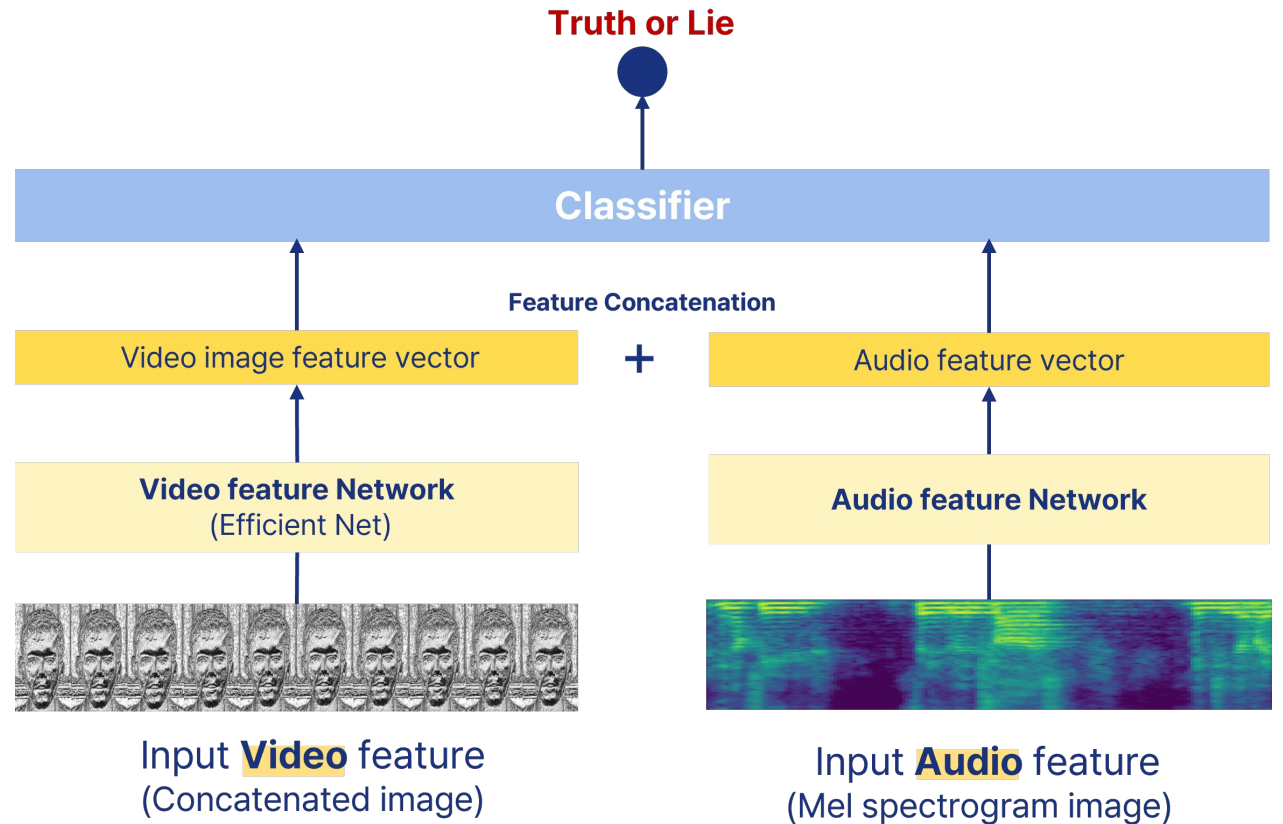 Truth or Lie
Classifier
Feature Concatenation
Video image feature vector
+
Audio feature vector
Video feature Network
(Efficient Net)
Audio feature Network
Input Video feature
(Concatenated image)
Input Audio feature
(Mel spectrogram image)